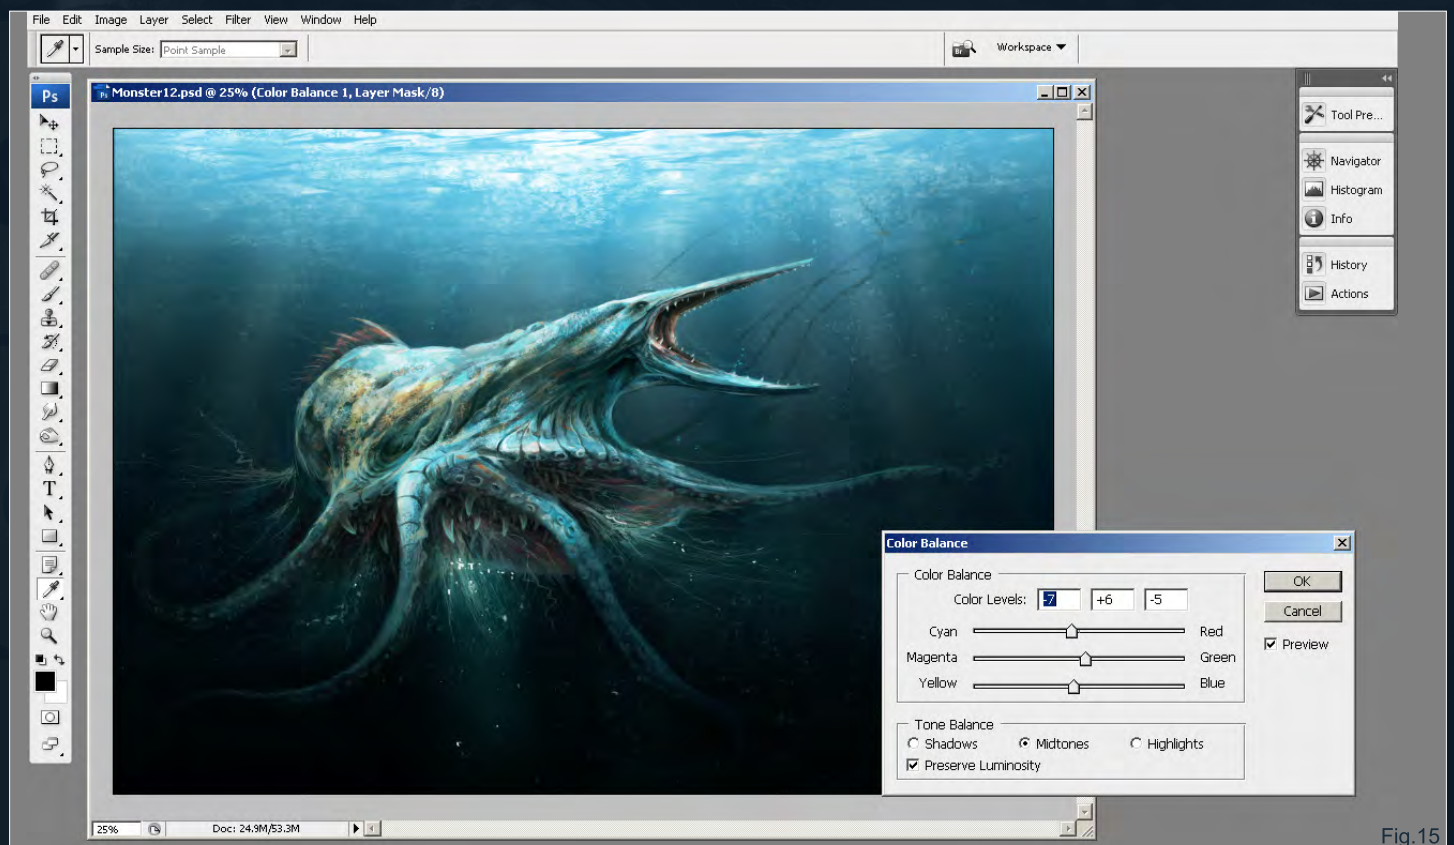 File Edit Image Layer Select Filter View Window Help
Sample Size: Point Sample
Br
Workspace
Ps
Monster12.psd @ 25% (Color Balance 1, Layer Mask/8)
Tool Pre...
Navigator
Histogram
Info
History
Actions
T
Color Balance
Color Balance
Color Levels: -7 +6 -5
Cyan Red
Magenta Green
Yellow Blue
OK
Cancel
Preview
Tone Balance
Shadows Midtones Highlights
Preserve Luminosity
25% Doc: 24.9M/53.3M
Fig.15